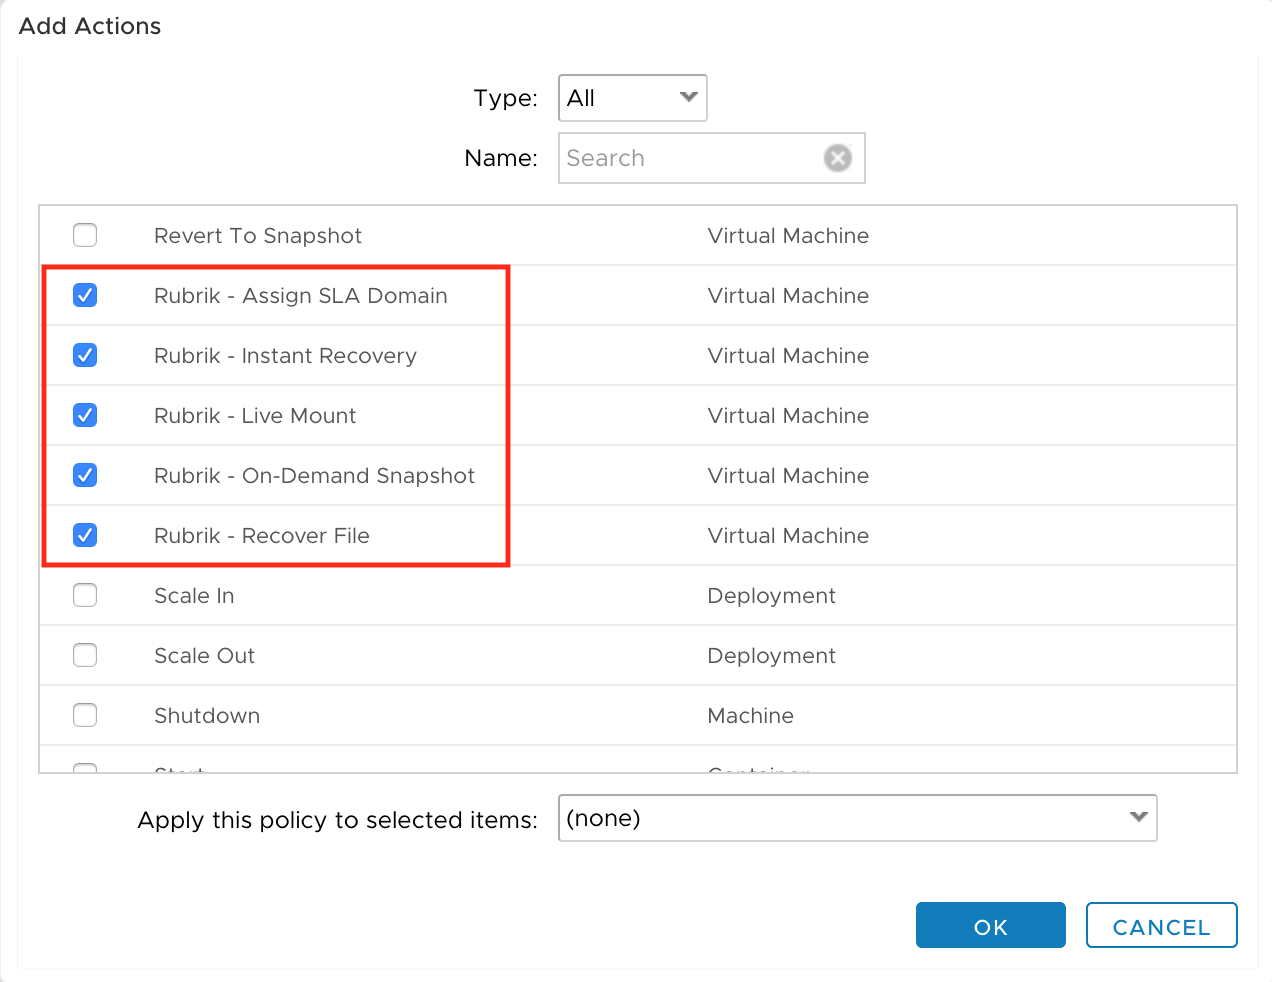 Add Actions
Type: All
Name: Search
Revert To Snapshot Virtual Machine
Rubrik - Assign SLA Domain Virtual Machine
Rubrik - Instant Recovery Virtual Machine
Rubrik - Live Mount Virtual Machine
Rubrik - On-Demand Snapshot Virtual Machine
Rubrik - Recover File Virtual Machine
Scale In Deployment
Scale Out Deployment
Shutdown Machine
Apply this policy to selected items: (none)
OK CANCEL